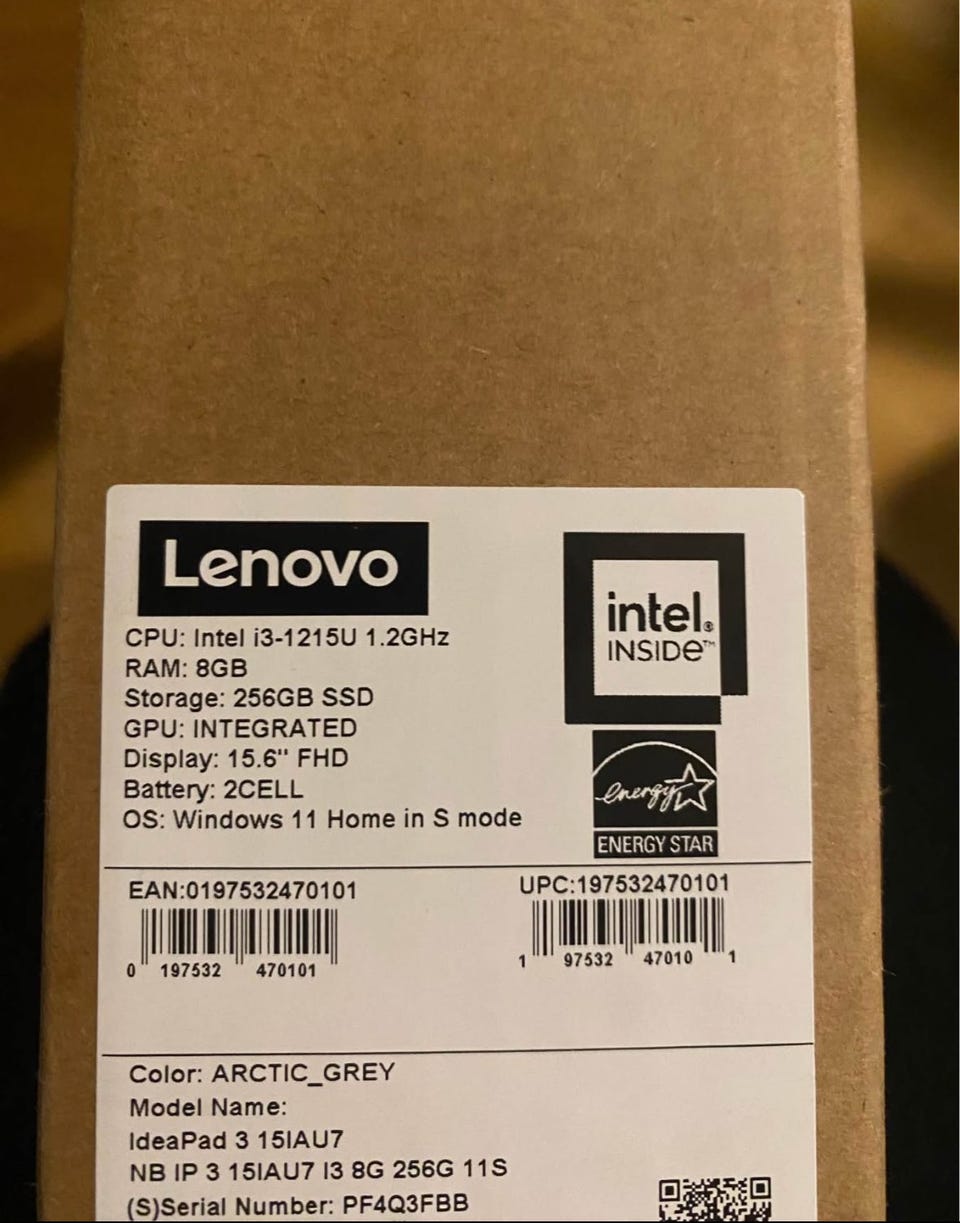 Lenovo
intel®
INSIDE™
CPU: Intel i3-1215U 1.2GHz
RAM: 8GB
Storage: 256GB SSD
GPU: INTEGRATED
Display: 15.6" FHD
Battery: 2CELL
OS: Windows 11 Home in S mode
energy
ENERGY STAR
EAN:0197532470101
0 197532 470101
UPC:197532470101
1 97532 47010 1
Color: ARCTIC_GREY
Model Name:
IdeaPad 3 15IAU7
NB IP 3 15IAU7 I3 8G 256G 11S
(S)Serial Number: PF4Q3FBB